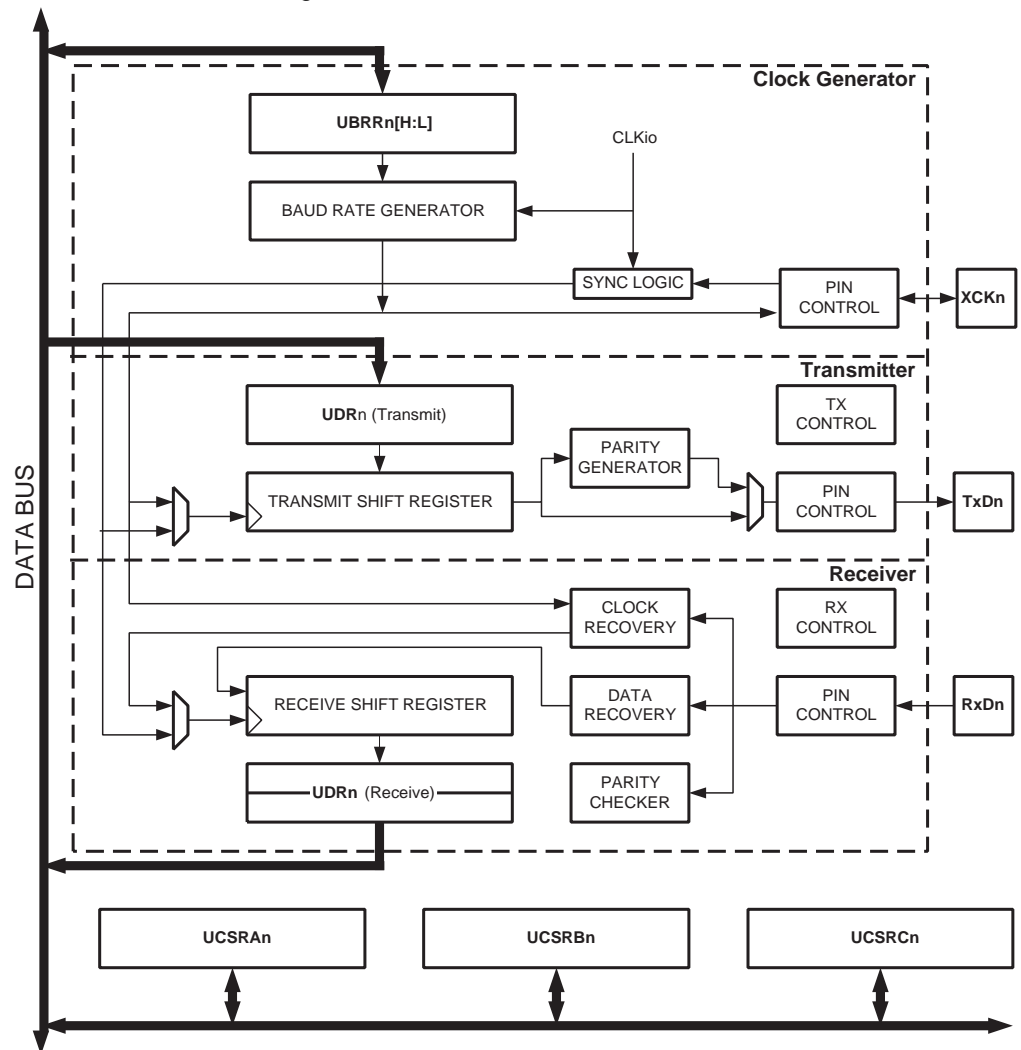 Clock Generator
UBRRn[H:L]
CLKio
BAUD RATE GENERATOR
SYNC LOGIC
PIN
CONTROL
XCKn
Transmitter
UDRn (Transmit)
TX
CONTROL
PARITY
GENERATOR
TRANSMIT SHIFT REGISTER
PIN
CONTROL
TxDn
DATA BUS
Receiver
CLOCK
RECOVERY
RX
CONTROL
RECEIVE SHIFT REGISTER
DATA
RECOVERY
PIN
CONTROL
RxDn
UDRn (Receive)
PARITY
CHECKER
UCSRAn
UCSRBn
UCSRCn